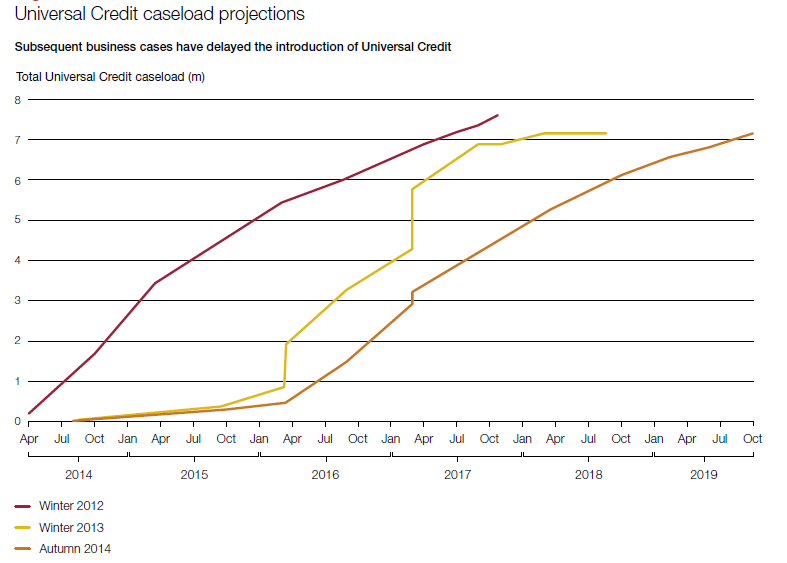 Universal Credit caseload projections
Subsequent business cases have delayed the introduction of Universal Credit
Total Universal Credit caseload (m)
8
7
6
5
4
3
2
1
0
Apr Jul Oct Jan Apr Jul Oct Jan Apr Jul Oct Jan Apr Jul Oct Jan Apr Jul Oct Jan Apr Jul Oct
2014 2015 2016 2017 2018 2019
Winter 2012
Winter 2013
Autumn 2014